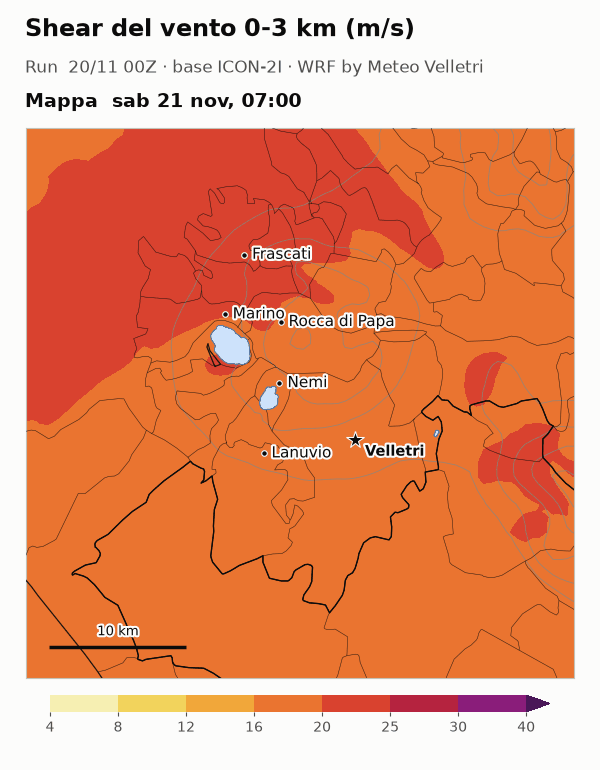 Shear del vento 0-3 km (m/s)
Run  20/11 00Z · base ICON-2I · WRF by Meteo Velletri
Mappa  sab 21 nov, 07:00
Frascati
Marino
Rocca di Papa
Nemi
Velletri
Lanuvio
10 km
4 8 12 16 20 25 30 40